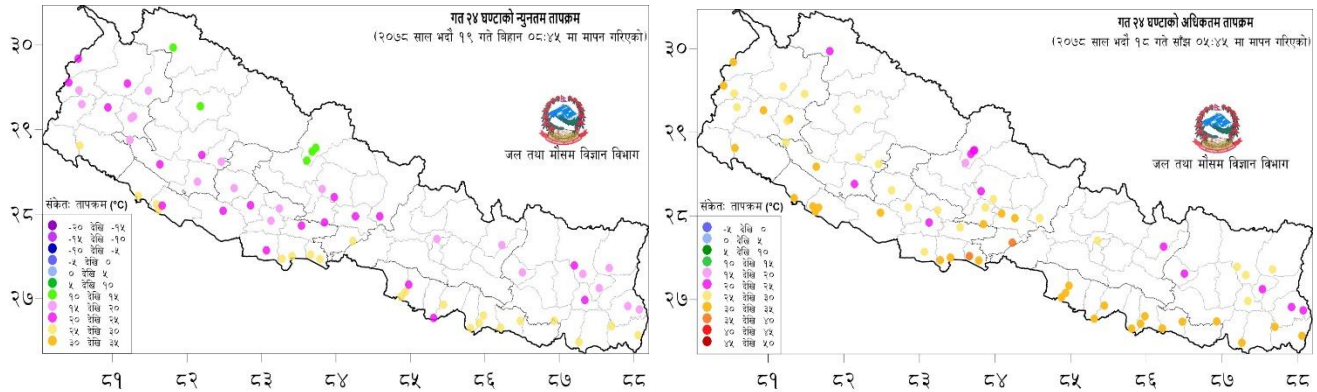 गत २४ घण्टाको न्युनतम तापक्रम
(२०७८ साल भदौ १९ गते बिहान ०८:४५ मा मापन गरिएको)
३०
२९
२८
२७
जल तथा मौसम विज्ञान विभाग
संकेतः तापक्रम (°C)
-२० देखि -१५
-१५ देखि -१०
-१० देखि -५
-५ देखि ०
० देखि ५
५ देखि १०
१० देखि १५
१५ देखि २०
२० देखि २५
२५ देखि ३०
३० देखि ३५
८१ ८२ ८३ ८४ ८५ ८६ ८७ ८८
गत २४ घण्टाको अधिकतम तापक्रम
(२०७८ साल भदौ १८ गते साँझ ०५:४५ मा मापन गरिएको)
३०
२९
२८
२७
जल तथा मौसम विज्ञान विभाग
संकेतः तापक्रम (°C)
-५ देखि ०
० देखि ५
५ देखि १०
१० देखि १५
१५ देखि २०
२० देखि २५
२५ देखि ३०
३० देखि ३५
३५ देखि ४०
४० देखि ४५
४५ देखि ५०
८१ ८२ ८३ ८४ ८५ ८६ ८७ ८८